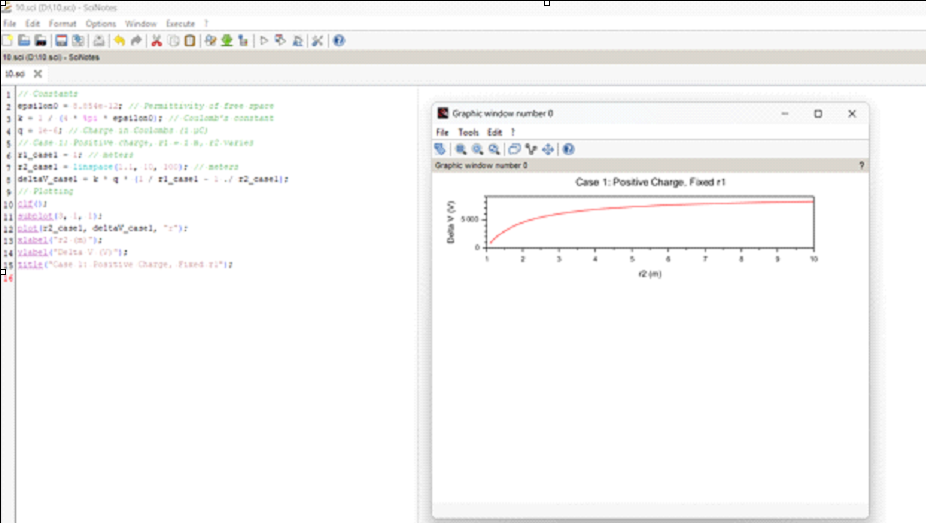 10.sci (D:\10.sci) - SciNotes
File Edit Format Options Window Execute ?
10.sci (D:\10.sci) - SciNotes
10.sci
1 // Constants
2 epsilon0 = 8.854e-12; // Permittivity of free space
3 k = 1 / (4 * %pi * epsilon0); // Coulomb's constant
4 q = 1e-6; // Charge in Coulombs (1 μC)
5 // Case 1: Positive charge, r1 = 1 m, r2 varies
6 r1_case1 = 1; // meters
7 r2_case1 = linspace(1.1, 10, 100); // meters
8 deltaV_case1 = k * q * (1 / r1_case1 - 1 ./ r2_case1);
9 // Plotting
10 clf();
11 subplot(3, 1, 1);
12 plot(r2_case1, deltaV_case1, "r");
13 xlabel("r2 (m)");
14 ylabel("Delta V (V)");
15 title("Case 1: Positive Charge, Fixed r1");
16
Graphic window number 0
File Tools Edit ?
Graphic window number 0 ?
Case 1: Positive Charge, Fixed r1
Delta V (V)
5 000
0
1 2 3 4 5 6 7 8 9 10
r2 (m)